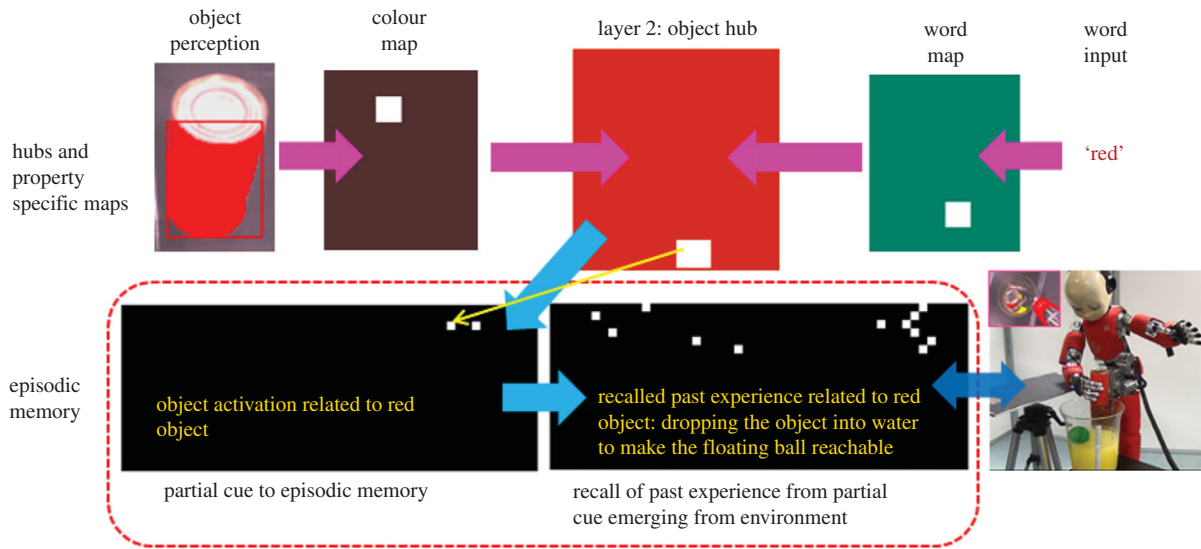 object
perception
colour
map
layer 2: object hub
word
map
word
input
hubs and
property
specific maps
‘red’
episodic
memory
object activation related to red
object
recalled past experience related to red
object: dropping the object into water
to make the floating ball reachable
partial cue to episodic memory
recall of past experience from partial
cue emerging from environment